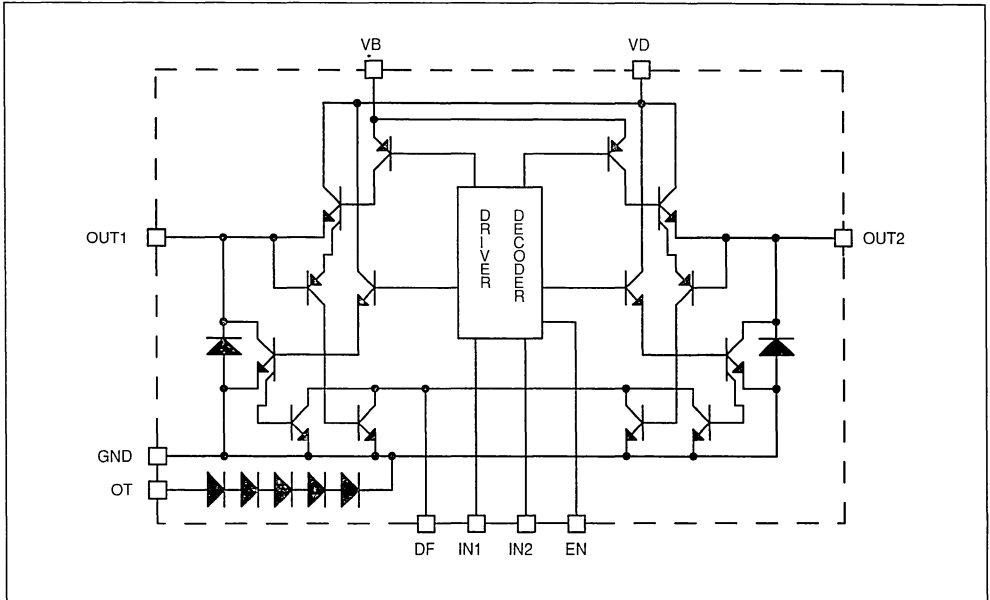 VB
VD
OUT1
DRIVER
DECODER
OUT2
GND
OT
DF
IN1
IN2
EN